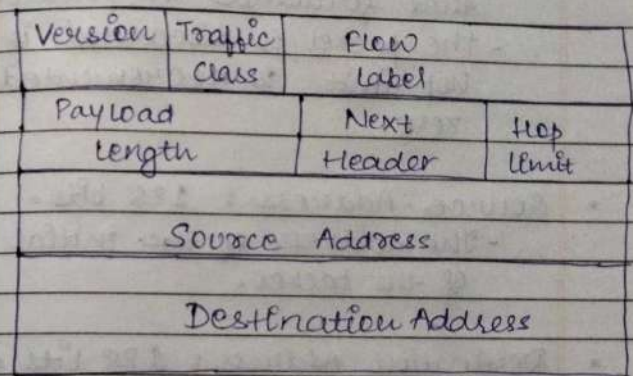 Version Traffic Flow
Class Label
Payload Next Hop
Length Header Limit
Source Address
Destination Address